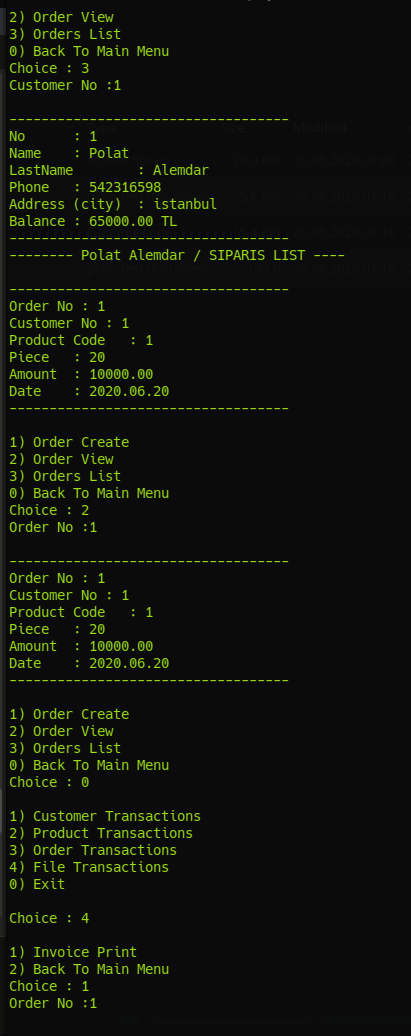 2) Order View
3) Orders List
0) Back To Main Menu
Choice : 3
Customer No :1
-----------------------------------
No      : 1
Name    : Polat
LastName        : Alemdar
Phone   : 542316598
Address (city)  : istanbul
Balance : 65000.00 TL
-----------------------------------
-------- Polat Alemdar / SIPARIS LIST ----
-----------------------------------
Order No : 1
Customer No : 1
Product Code   : 1
Piece   : 20
Amount  : 10000.00
Date    : 2020.06.20
-----------------------------------
1) Order Create
2) Order View
3) Orders List
0) Back To Main Menu
Choice : 2
Order No :1
-----------------------------------
Order No : 1
Customer No : 1
Product Code   : 1
Piece   : 20
Amount  : 10000.00
Date    : 2020.06.20
-----------------------------------
1) Order Create
2) Order View
3) Orders List
0) Back To Main Menu
Choice : 0
1) Customer Transactions
2) Product Transactions
3) Order Transactions
4) File Transactions
0) Exit
Choice : 4
1) Invoice Print
2) Back To Main Menu
Choice : 1
Order No :1